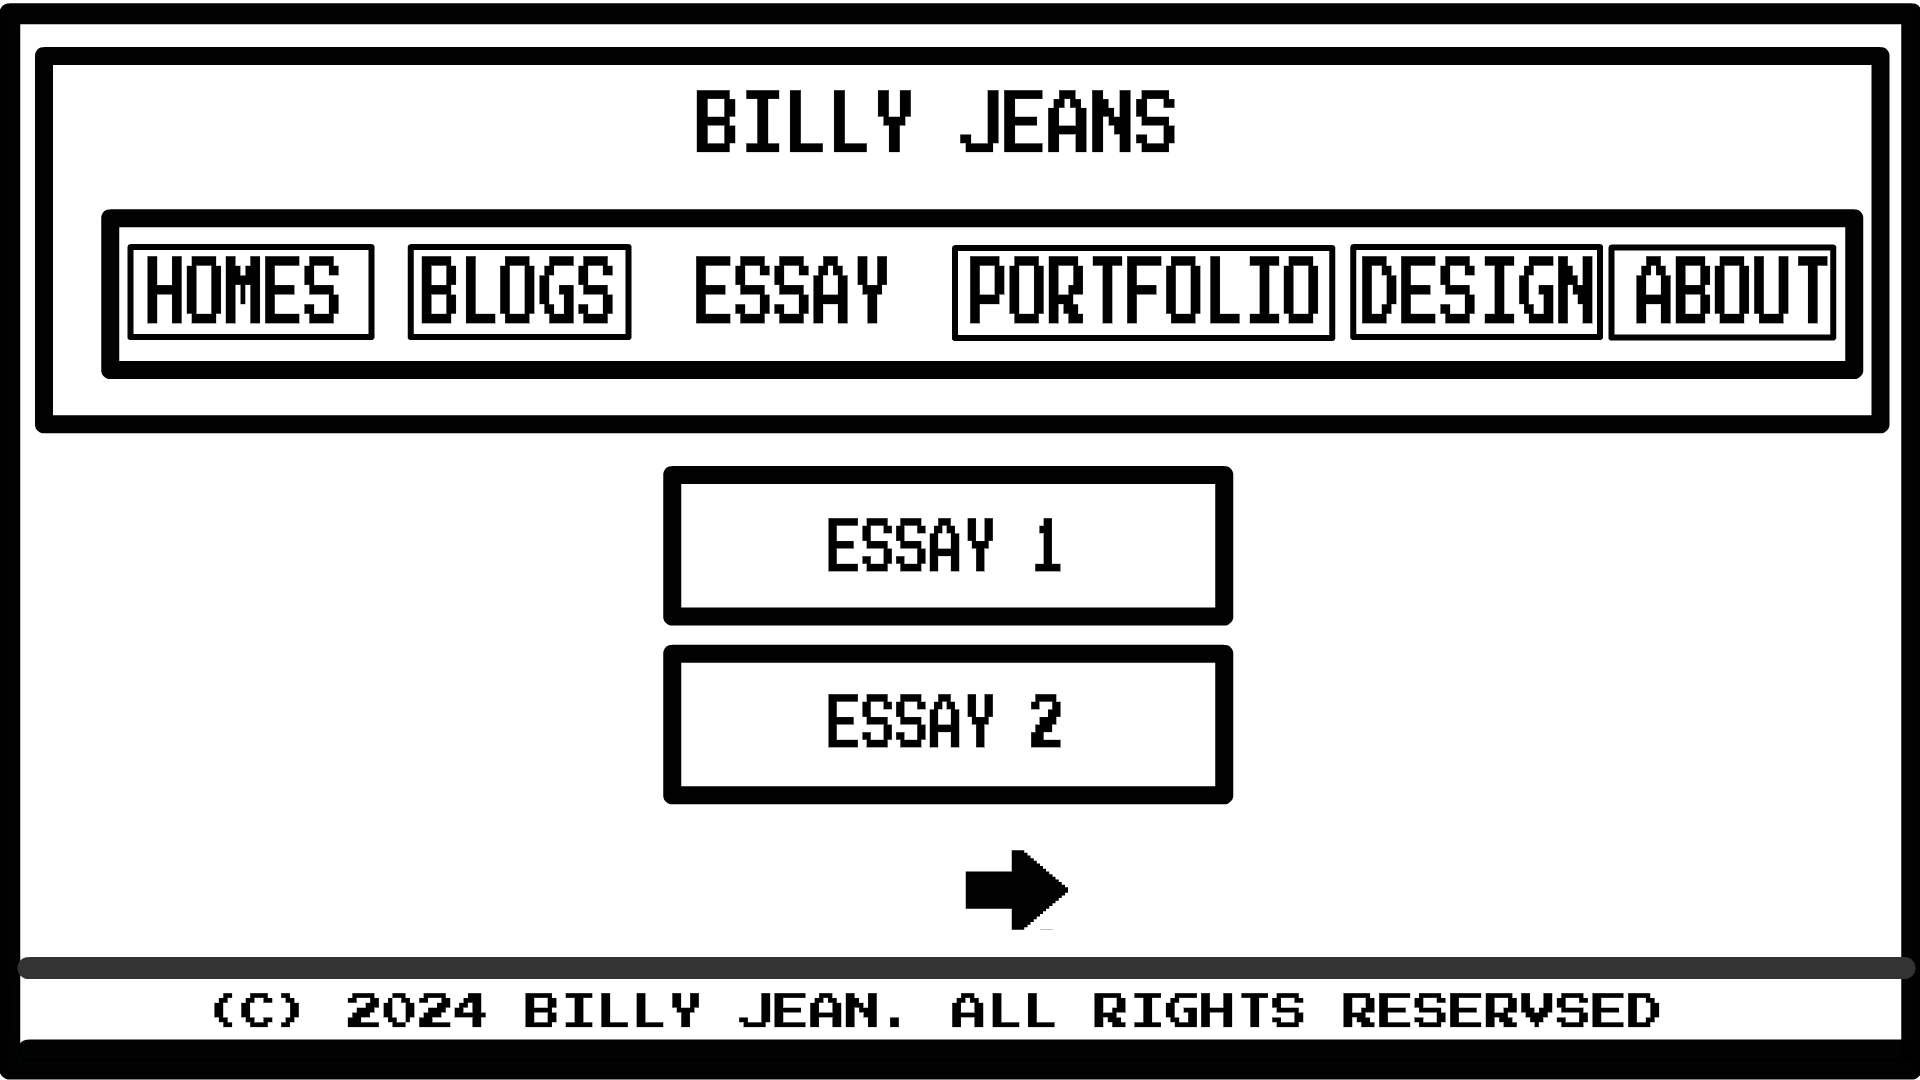 BILLY JEANS
HOMES BLOGS ESSAY PORTFOLIO DESIGN ABOUT
ESSAY 1
ESSAY 2
(C) 2024 BILLY JEAN. ALL RIGHTS RESERVSED